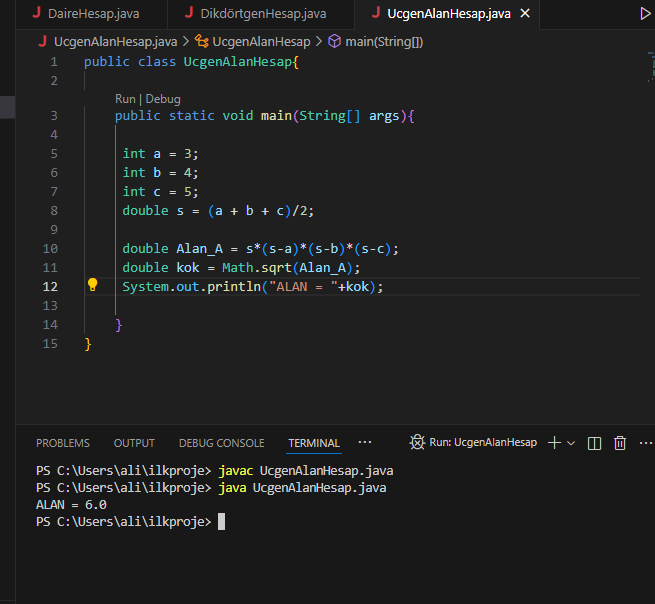 DaireHesap.java DikdörtgenHesap.java UcgenAlanHesap.java
UcgenAlanHesap.java > UcgenAlanHesap > main(String[])
1 public class UcgenAlanHesap{
2
Run | Debug
3 public static void main(String[] args){
4
5 int a = 3;
6 int b = 4;
7 int c = 5;
8 double s = (a + b + c)/2;
9
10 double Alan_A = s*(s-a)*(s-b)*(s-c);
11 double kok = Math.sqrt(Alan_A);
12 System.out.println("ALAN = "+kok);
13
14 }
15 }
PROBLEMS OUTPUT DEBUG CONSOLE TERMINAL ··· Run: UcgenAlanHesap
PS C:\Users\ali\ilkproje> javac UcgenAlanHesap.java
PS C:\Users\ali\ilkproje> java UcgenAlanHesap.java
ALAN = 6.0
PS C:\Users\ali\ilkproje>